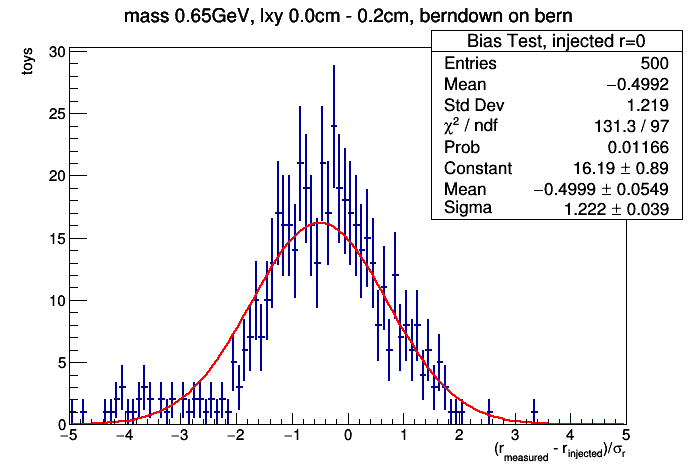 mass 0.65GeV, lxy 0.0cm - 0.2cm, berndown on bern
Bias Test, injected r=0
Entries 500
Mean −0.4992
Std Dev 1.219
χ² / ndf 131.3 / 97
Prob 0.01166
Constant 16.19 ± 0.89
Mean −0.4999 ± 0.0549
Sigma 1.222 ± 0.039
toys
30
25
20
15
10
5
0
−5 −4 −3 −2 −1 0 1 2 3 4 5
(r_measured - r_injected)/σ_r